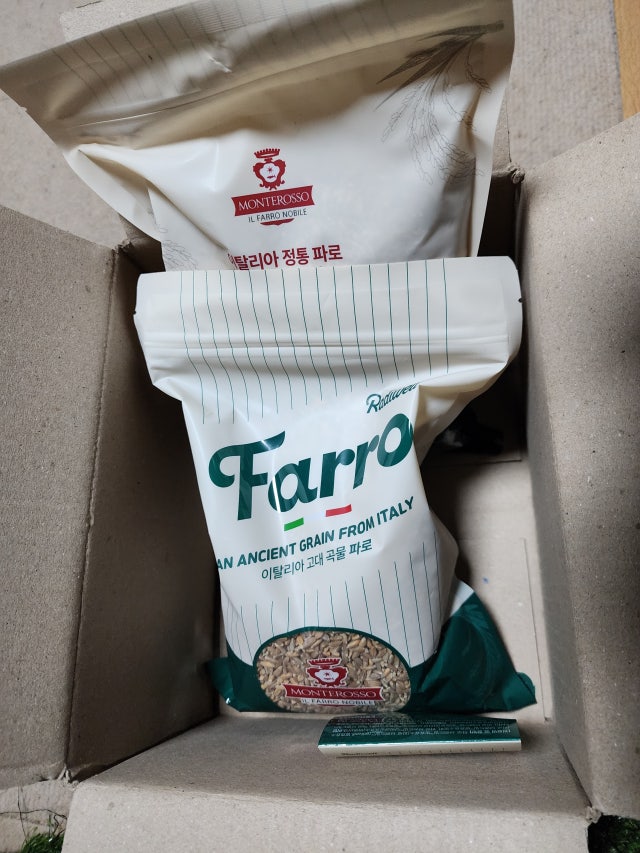 MONTEROSSO
IL FARRO NOBILE
이탈리아 정통 파로
Farro
AN ANCIENT GRAIN FROM ITALY
이탈리아 고대 곡물 파로
MONTEROSSO
IL FARRO NOBILE